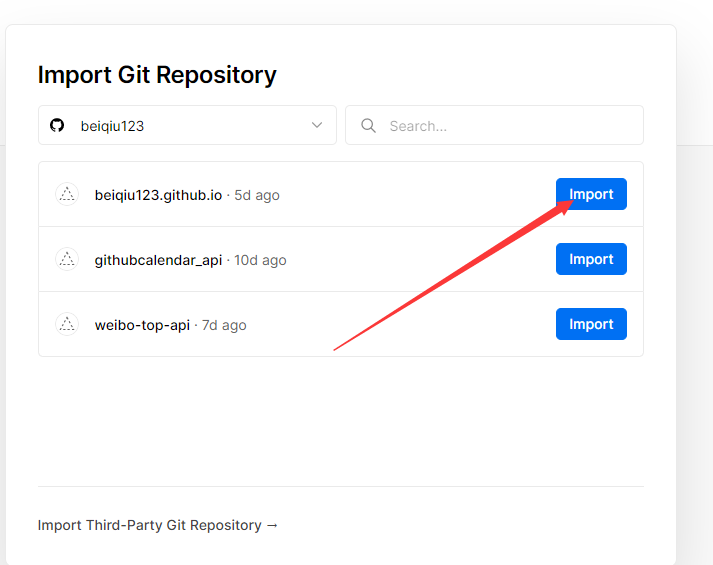 Import Git Repository
beiqiu123
Search...
beiqiu123.github.io · 5d ago
Import
githubcalendar_api · 10d ago
Import
weibo-top-api · 7d ago
Import
Import Third-Party Git Repository →